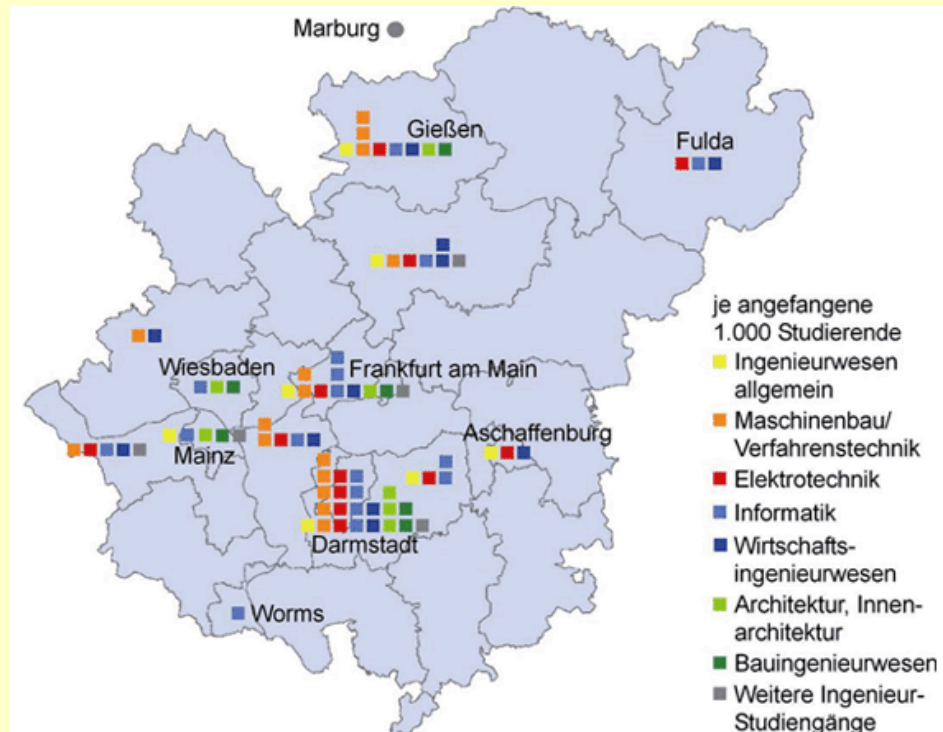 Marburg
Gießen
Fulda
Wiesbaden
Frankfurt am Main
Mainz
Aschaffenburg
Darmstadt
Worms
je angefangene
1.000 Studierende
Ingenieurwesen
allgemein
Maschinenbau/
Verfahrenstechnik
Elektrotechnik
Informatik
Wirtschafts-
ingenieurwesen
Architektur, Innen-
architektur
Bauingenieurwesen
Weitere Ingenieur-
Studiengänge